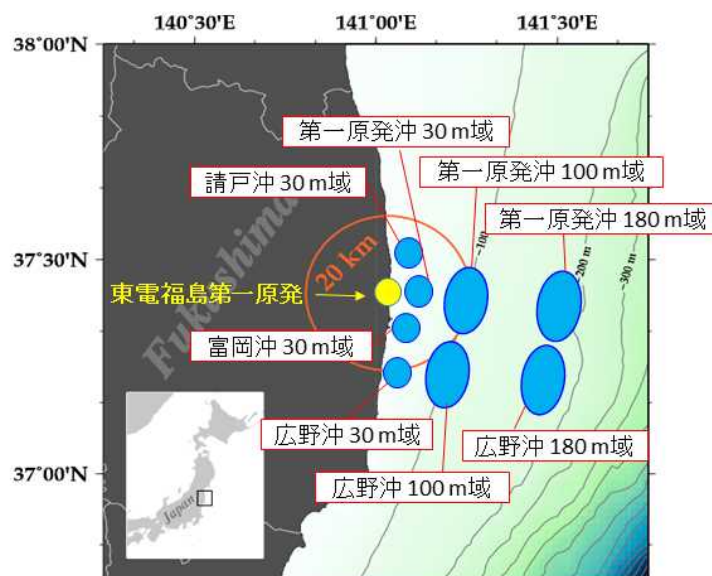 140°30'E
141°00'E
141°30'E
38°00'N
37°30'N
37°00'N
第一原発沖 30 m域
請戸沖 30 m域
第一原発沖 100 m域
第一原発沖 180 m域
20 km
Fukushima
東電福島第一原発
富岡沖 30 m域
広野沖 30 m域
広野沖 100 m域
広野沖 180 m域
-100
-200 m
-300 m
Japan